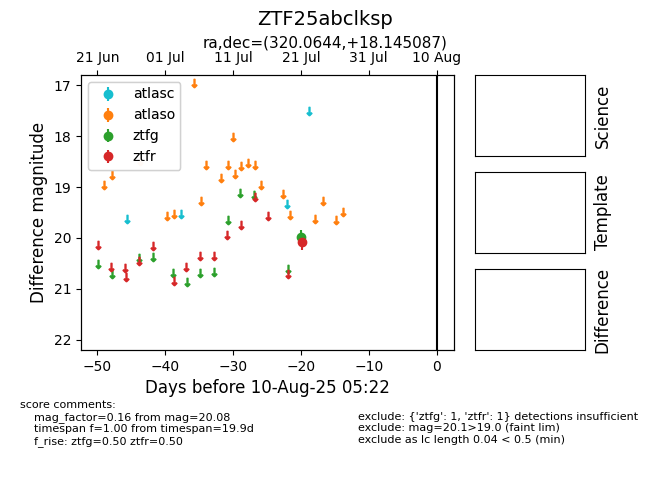 ZTF25abclksp
ra,dec=(320.0644,+18.145087)
21 Jun 01 Jul 11 Jul 21 Jul 31 Jul 10 Aug
17
18
19
20
21
22
Difference magnitude
atlasc
atlaso
ztfg
ztfr
−50 −40 −30 −20 −10 0
Days before 10-Aug-25 05:22
Science
Template
Difference
score comments:
mag_factor=0.16 from mag=20.08
timespan f=1.00 from timespan=19.9d
f_rise: ztfg=0.50 ztfr=0.50
exclude: {'ztfg': 1, 'ztfr': 1} detections insufficient
exclude: mag=20.1>19.0 (faint lim)
exclude as lc length 0.04 < 0.5 (min)